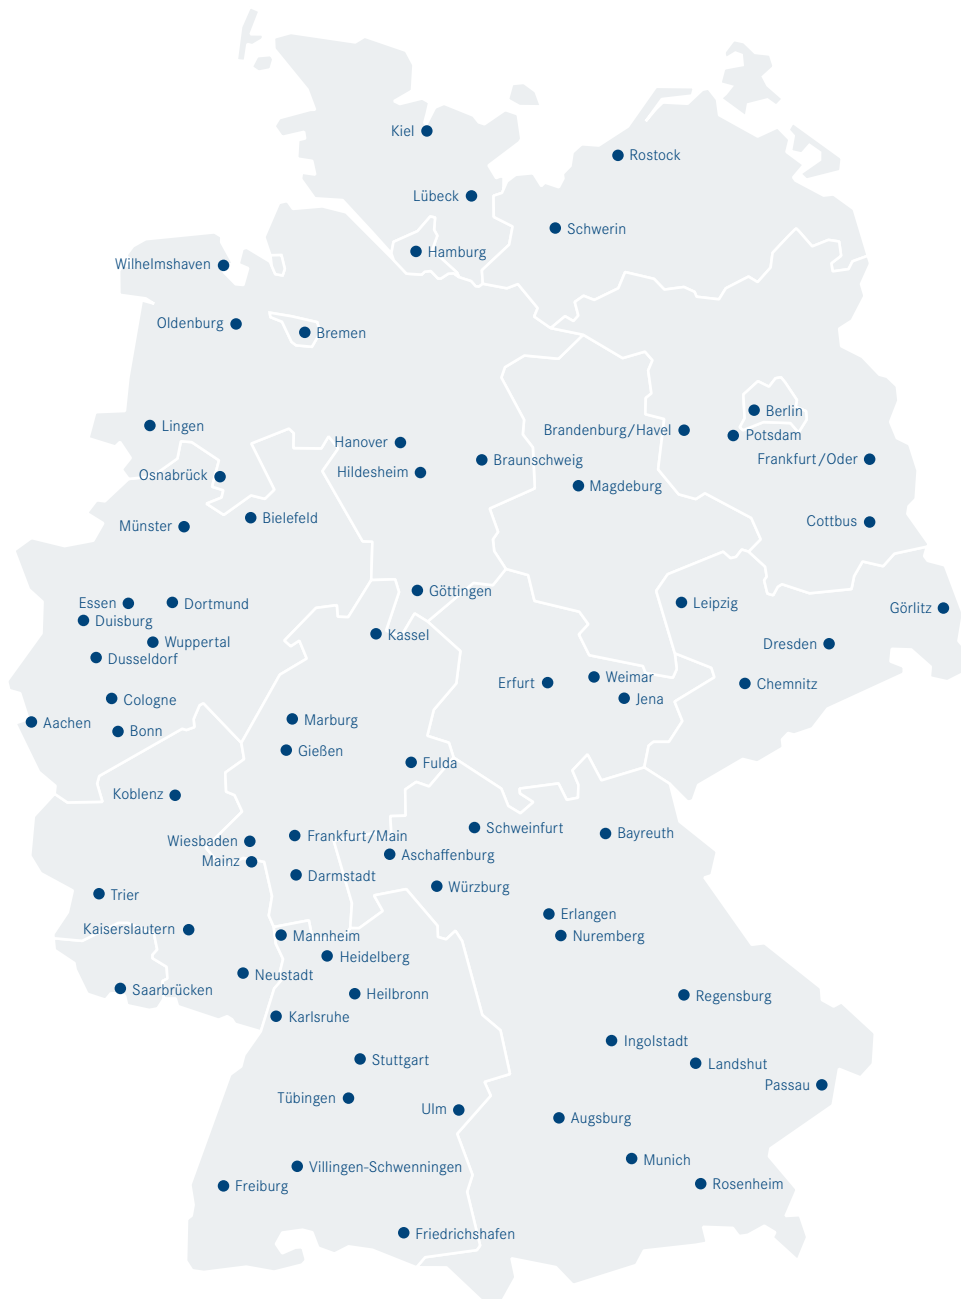 Kiel
Rostock
Lübeck
Schwerin
Hamburg
Wilhelmshaven
Oldenburg
Bremen
Berlin
Lingen
Brandenburg/Havel
Potsdam
Hanover
Braunschweig
Frankfurt/Oder
Hildesheim
Osnabrück
Magdeburg
Bielefeld
Cottbus
Münster
Göttingen
Essen
Dortmund
Leipzig
Görlitz
Duisburg
Kassel
Wuppertal
Dresden
Dusseldorf
Weimar
Erfurt
Chemnitz
Cologne
Jena
Marburg
Aachen
Bonn
Gießen
Fulda
Koblenz
Schweinfurt
Bayreuth
Frankfurt/Main
Wiesbaden
Aschaffenburg
Mainz
Darmstadt
Würzburg
Trier
Erlangen
Kaiserslautern
Mannheim
Nuremberg
Heidelberg
Neustadt
Saarbrücken
Heilbronn
Regensburg
Karlsruhe
Ingolstadt
Stuttgart
Landshut
Passau
Tübingen
Ulm
Augsburg
Munich
Villingen-Schwenningen
Rosenheim
Freiburg
Friedrichshafen